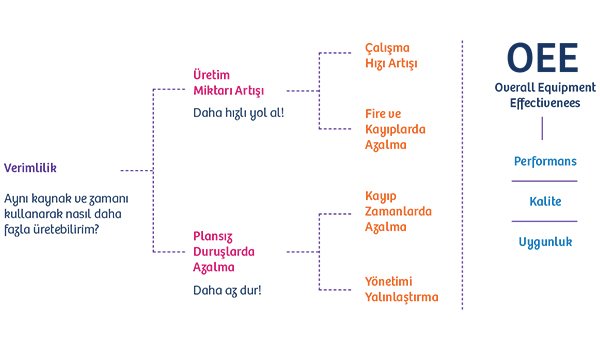 Verimlilik
Aynı kaynak ve zamanı
kullanarak nasıl daha
fazla üretebilirim?
Üretim
Miktarı Artışı
Daha hızlı yol al!
Plansız
Duruşlarda
Azalma
Daha az dur!
Çalışma
Hızı Artışı
Fire ve
Kayıplarda
Azalma
Kayıp
Zamanlarda
Azalma
Yönetimi
Yalınlaştırma
OEE
Overall Equipment
Effectivenees
Performans
Kalite
Uygunluk